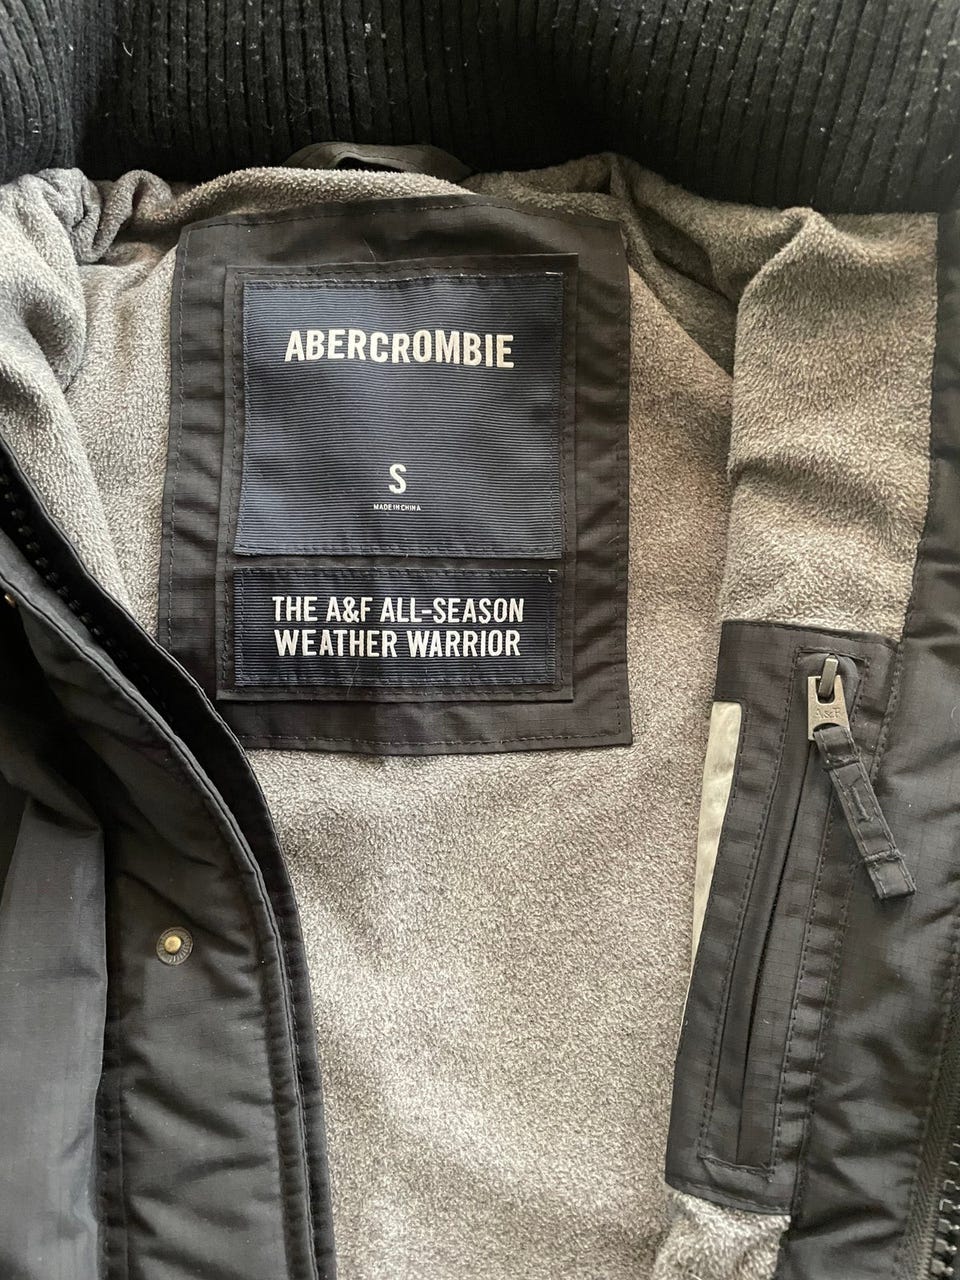 ABERCROMBIE
S
MADE IN CHINA
THE A&F ALL-SEASON
WEATHER WARRIOR
A&F